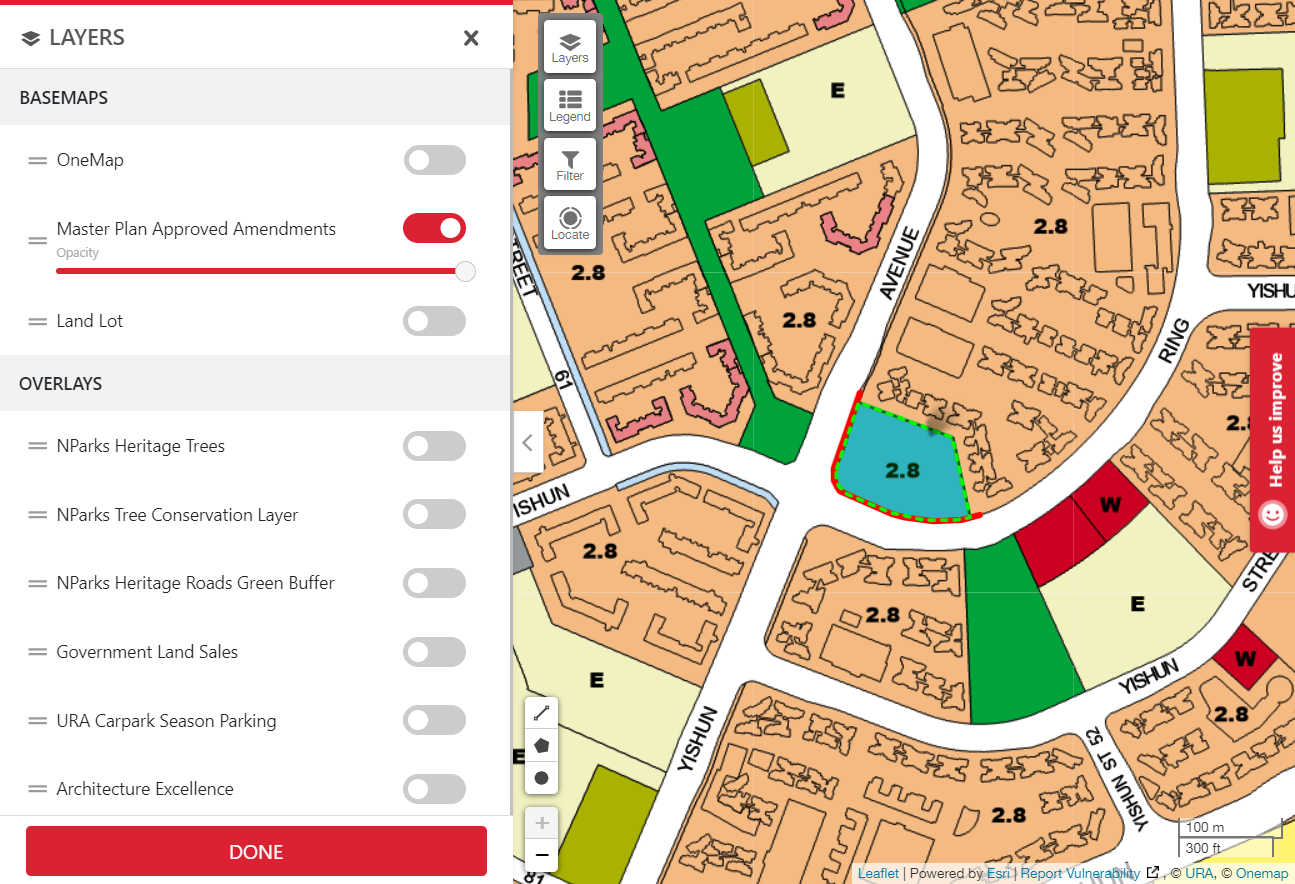 LAYERS
BASEMAPS
OneMap
Master Plan Approved Amendments
Opacity
Land Lot
OVERLAYS
NParks Heritage Trees
NParks Tree Conservation Layer
NParks Heritage Roads Green Buffer
Government Land Sales
URA Carpark Season Parking
Architecture Excellence
DONE
Layers
Legend
Filter
Locate
E
2.8
AVENUE
2.8
STREET
2.8
YISHU
RING
61
2.8
2.8
YISHUN
W
2.8
2.8
E
STRE
W
E
YISHUN
2.8
YISHUN
E
YISHUN ST 52
2.8
Help us improve
100 m
300 ft
Leaflet | Powered by Esri | Report Vulnerability , © URA, © Onemap